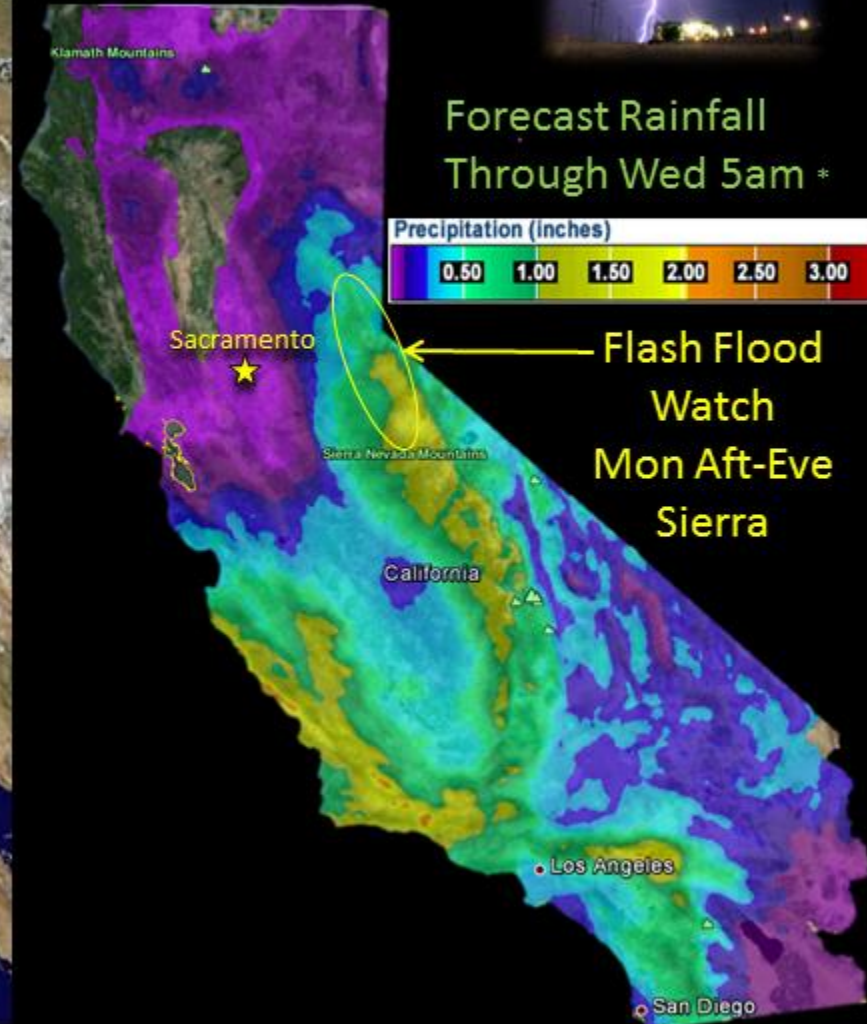 Klamath Mountains
Forecast Rainfall
Through Wed 5am *
Precipitation (inches)
0.50 1.00 1.50 2.00 2.50 3.00
Sacramento
Flash Flood
Watch
Mon Aft-Eve
Sierra
Sierra Nevada Mountains
California
Los Angeles
San Diego